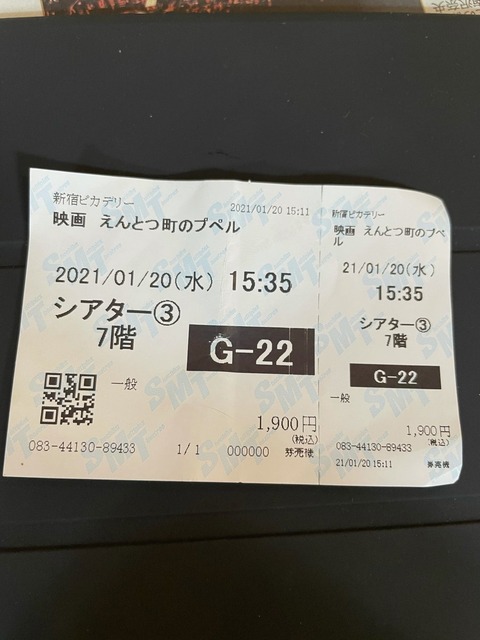 新宿ピカデリー
2021/01/20 15:11
映画 えんとつ町のプペル
2021/01/20(水) 15:35
シアター③
7階
G-22
一般
1,900円
(税込)
083-44130-89433
1/1
000000
券売機
新宿ピカデリー
映画 えんとつ町のプペ
ル
21/01/20(水)
15:35
シアター③
7階
G-22
一般
1,900円
(税込)
083-44130-89433
21/01/20 15:11
券売機
SMT